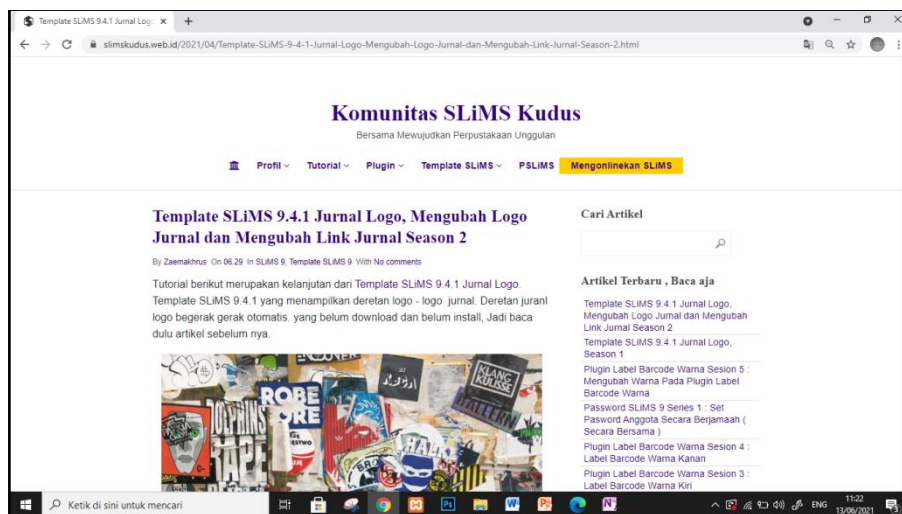 Template SLiMS 9.4.1 Jurnal Log
slimskudus.web.id/2021/04/Template-SLiMS-9-4-1-Jurnal-Logo-Mengubah-Logo-Jurnal-dan-Mengubah-Link-Jurnal-Season-2.html
Komunitas SLiMS Kudus
Bersama Mewujudkan Perpustakaan Unggulan
Profil Tutorial Plugin Template SLiMS PSLiMS Mengonlinekan SLiMS
Template SLiMS 9.4.1 Jurnal Logo, Mengubah Logo
Jurnal dan Mengubah Link Jurnal Season 2
By Zaemakhrus On 06.29 In SLiMS 9, Template SLiMS 9 With No comments
Tutorial berikut merupakan kelanjutan dari Template SLiMS 9.4.1 Jurnal Logo.
Template SLiMS 9.4.1 yang menampilkan deretan logo - logo jurnal. Deretan juranl
logo begerak gerak otomatis. yang belum download dan belum install, Jadi baca
dulu artikel sebelum nya.
ROBE
DOLPHINS
KLANG
KULISSE
Cari Artikel
Artikel Terbaru , Baca aja
Template SLiMS 9.4.1 Jurnal Logo,
Mengubah Logo Jurnal dan Mengubah
Link Jurnal Season 2
Template SLiMS 9.4.1 Jurnal Logo,
Season 1
Plugin Label Barcode Warna Sesion 5 :
Mengubah Warna Pada Plugin Label
Barcode Warna
Password SLiMS 9 Series 1 : Set
Pasword Anggota Secara Berjamaah (
Secara Bersama )
Plugin Label Barcode Warna Sesion 4 :
Label Barcode Warna Kanan
Plugin Label Barcode Warna Sesion 3 :
Label Barcode Warna Kiri
Ketik di sini untuk mencari
ENG
11:22
13/06/2021